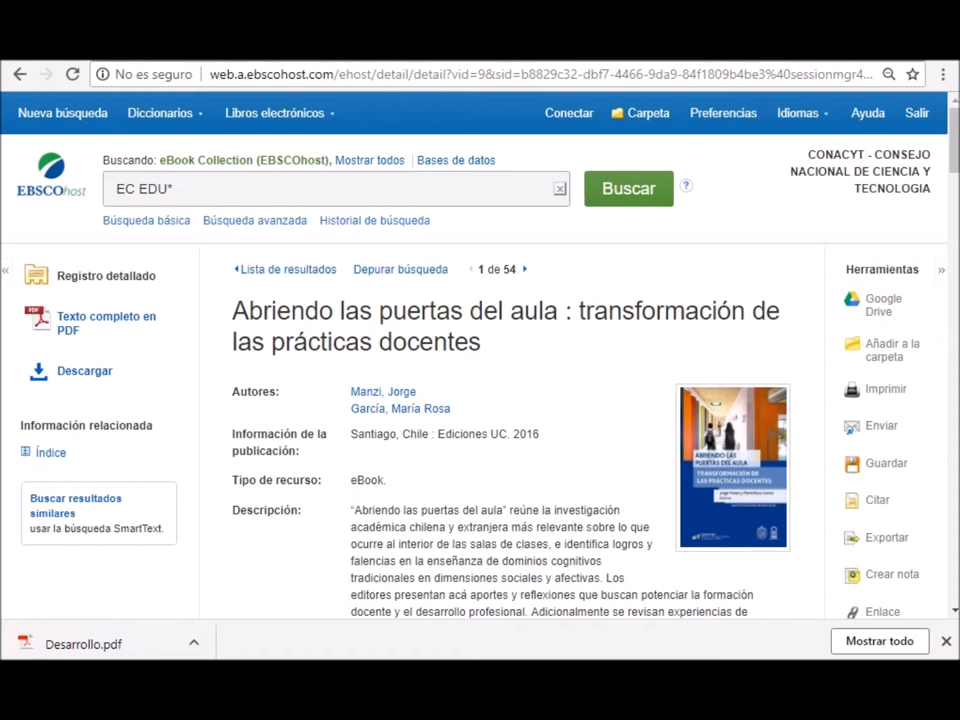 No es seguro
web.a.ebscohost.com/ehost/detail/detail?vid=9&sid=b8829c32-dbf7-4466-9da9-84f1809b4be3%40sessionmgr4...
Nueva búsqueda
Diccionarios
Libros electrónicos
Conectar
Carpeta
Preferencias
Idiomas
Ayuda
Salir
EBSCOhost
Buscando: eBook Collection (EBSCOhost), Mostrar todos
Bases de datos
EC EDU*
Buscar
?
Búsqueda básica
Búsqueda avanzada
Historial de búsqueda
CONACYT - CONSEJO
NACIONAL DE CIENCIA Y
TECNOLOGIA
«
Registro detallado
PDF
Texto completo en
PDF
Descargar
Información relacionada
Índice
Buscar resultados
similares
usar la búsqueda SmartText.
Lista de resultados
Depurar búsqueda
1 de 54
Abriendo las puertas del aula : transformación de
las prácticas docentes
Autores:
Manzi, Jorge
García, María Rosa
Información de la
publicación:
Santiago, Chile : Ediciones UC. 2016
Tipo de recurso:
eBook.
Descripción:
“Abriendo las puertas del aula” reúne la investigación
académica chilena y extranjera más relevante sobre lo que
ocurre al interior de las salas de clases, e identifica logros y
falencias en la enseñanza de dominios cognitivos
tradicionales en dimensiones sociales y afectivas. Los
editores presentan acá aportes y reflexiones que buscan potenciar la formación
docente y el desarrollo profesional. Adicionalmente se revisan experiencias de
ABRIENDO LAS
PUERTAS DEL AULA
TRANSFORMACIÓN DE
LAS PRÁCTICAS DOCENTES
Herramientas
»
Google
Drive
Añadir a la
carpeta
Imprimir
Enviar
Guardar
Citar
Exportar
Crear nota
Enlace
Desarrollo.pdf
Mostrar todo